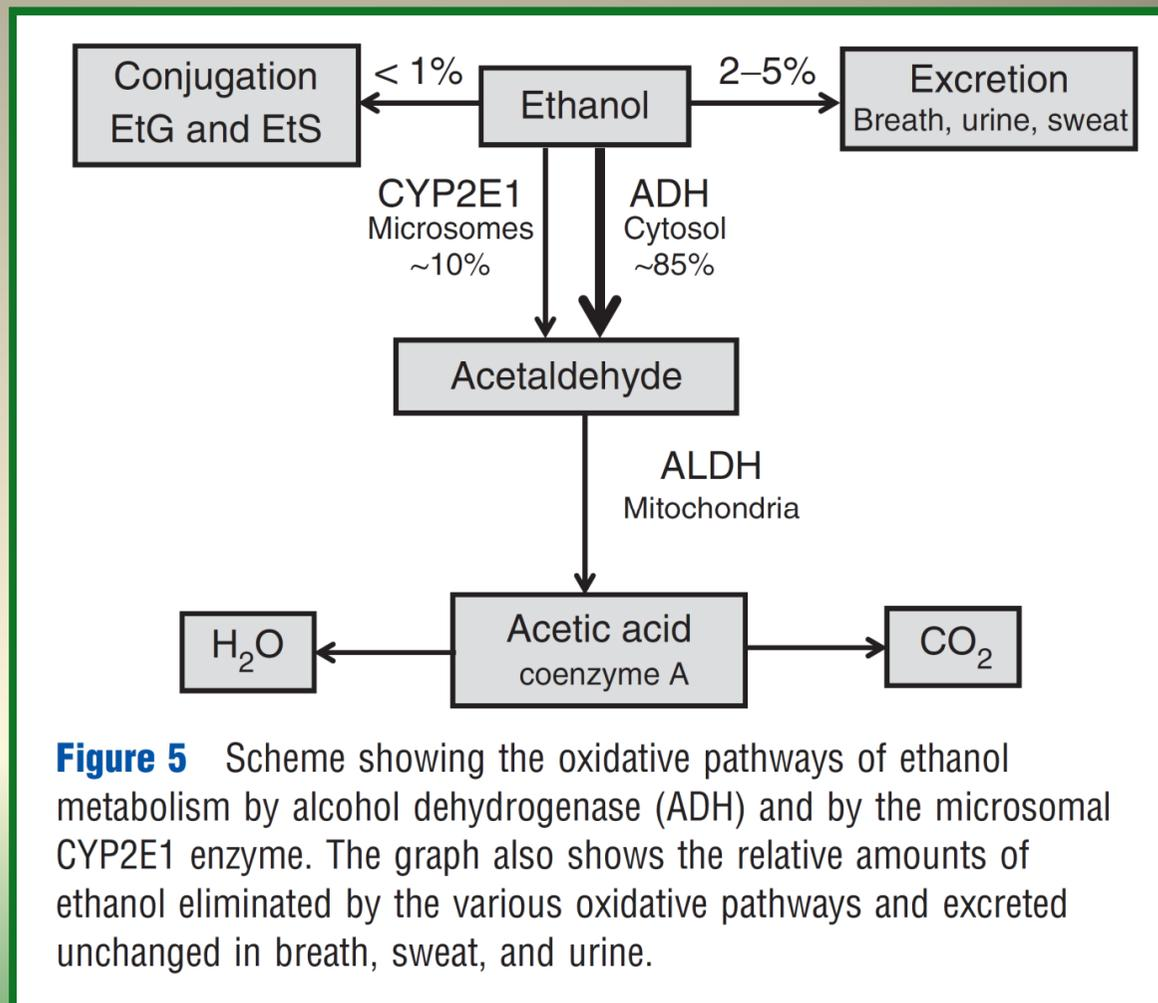 Conjugation
EtG and EtS
< 1%
Ethanol
2–5%
Excretion
Breath, urine, sweat
CYP2E1
Microsomes
~10%
ADH
Cytosol
~85%
Acetaldehyde
ALDH
Mitochondria
H₂O
Acetic acid
coenzyme A
CO₂
Figure 5 Scheme showing the oxidative pathways of ethanol
metabolism by alcohol dehydrogenase (ADH) and by the microsomal
CYP2E1 enzyme. The graph also shows the relative amounts of
ethanol eliminated by the various oxidative pathways and excreted
unchanged in breath, sweat, and urine.